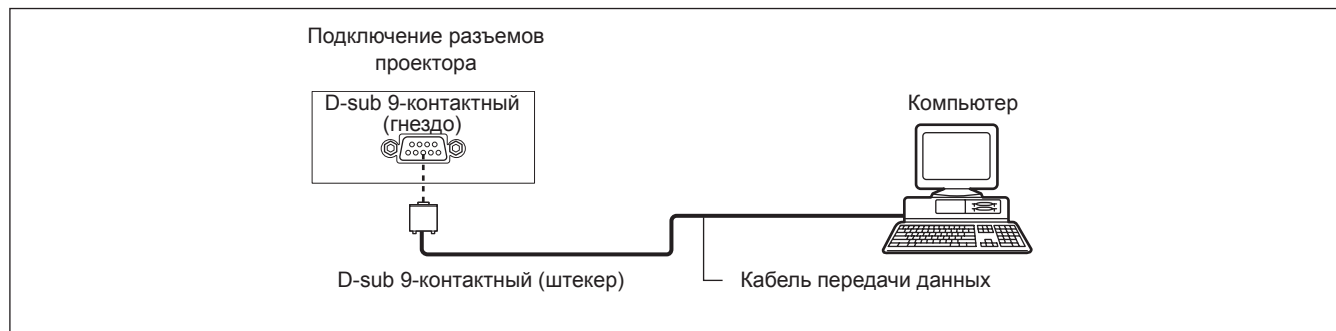 Подключение разъемов
проектора
D-sub 9-контактный
(гнездо)
Компьютер
D-sub 9-контактный (штекер)
Кабель передачи данных